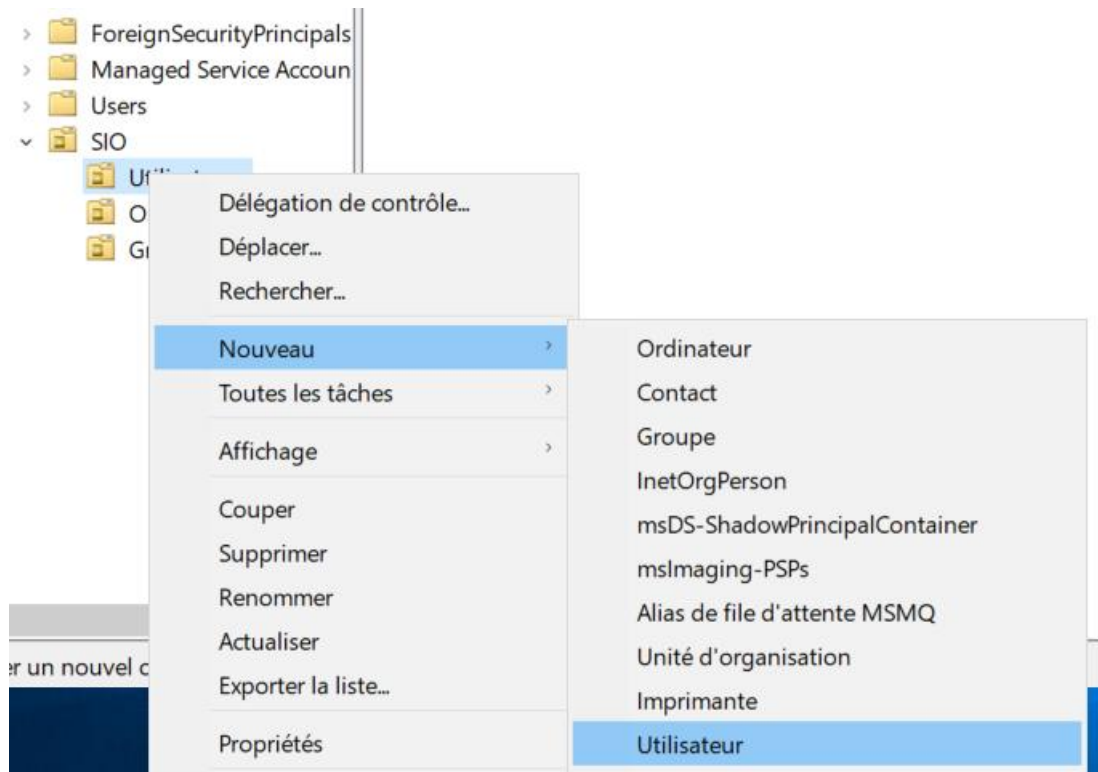 ForeignSecurityPrincipals
Managed Service Accoun
Users
SIO
O
Gr
Délégation de contrôle...
Déplacer...
Rechercher...
Nouveau
Toutes les tâches
Affichage
Couper
Supprimer
Renommer
Actualiser
Exporter la liste...
Propriétés
Ordinateur
Contact
Groupe
InetOrgPerson
msDS-ShadowPrincipalContainer
msImaging-PSPs
Alias de file d'attente MSMQ
Unité d'organisation
Imprimante
Utilisateur
er un nouvel c